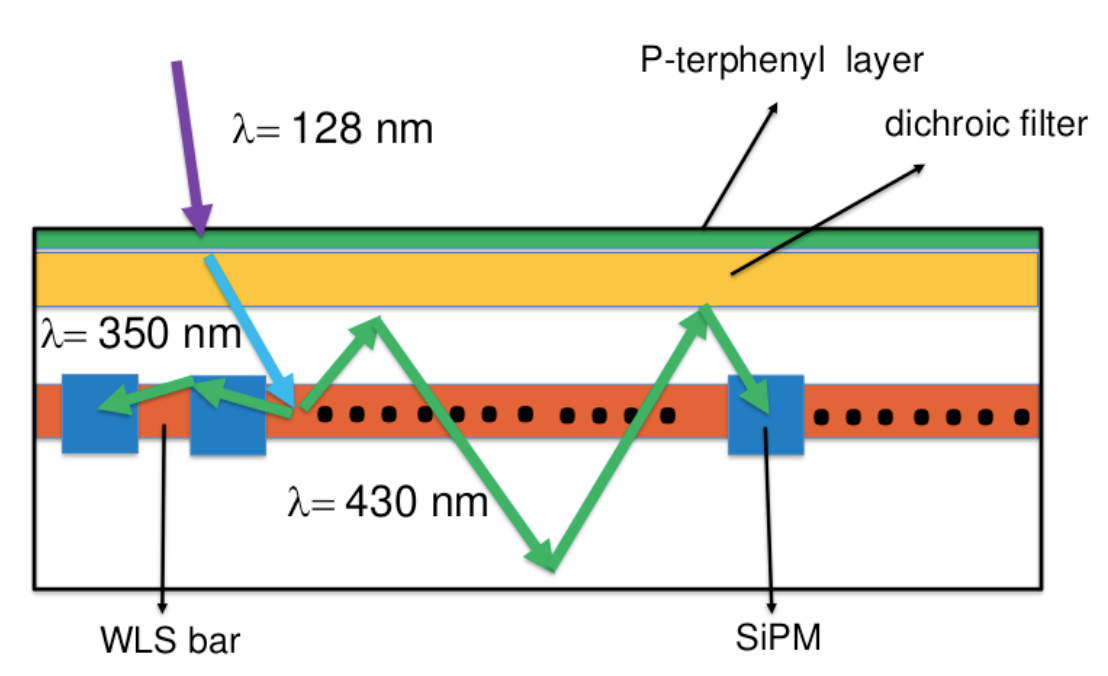 P-terphenyl layer
λ= 128 nm
dichroic filter
λ= 350 nm
λ= 430 nm
WLS bar
SiPM